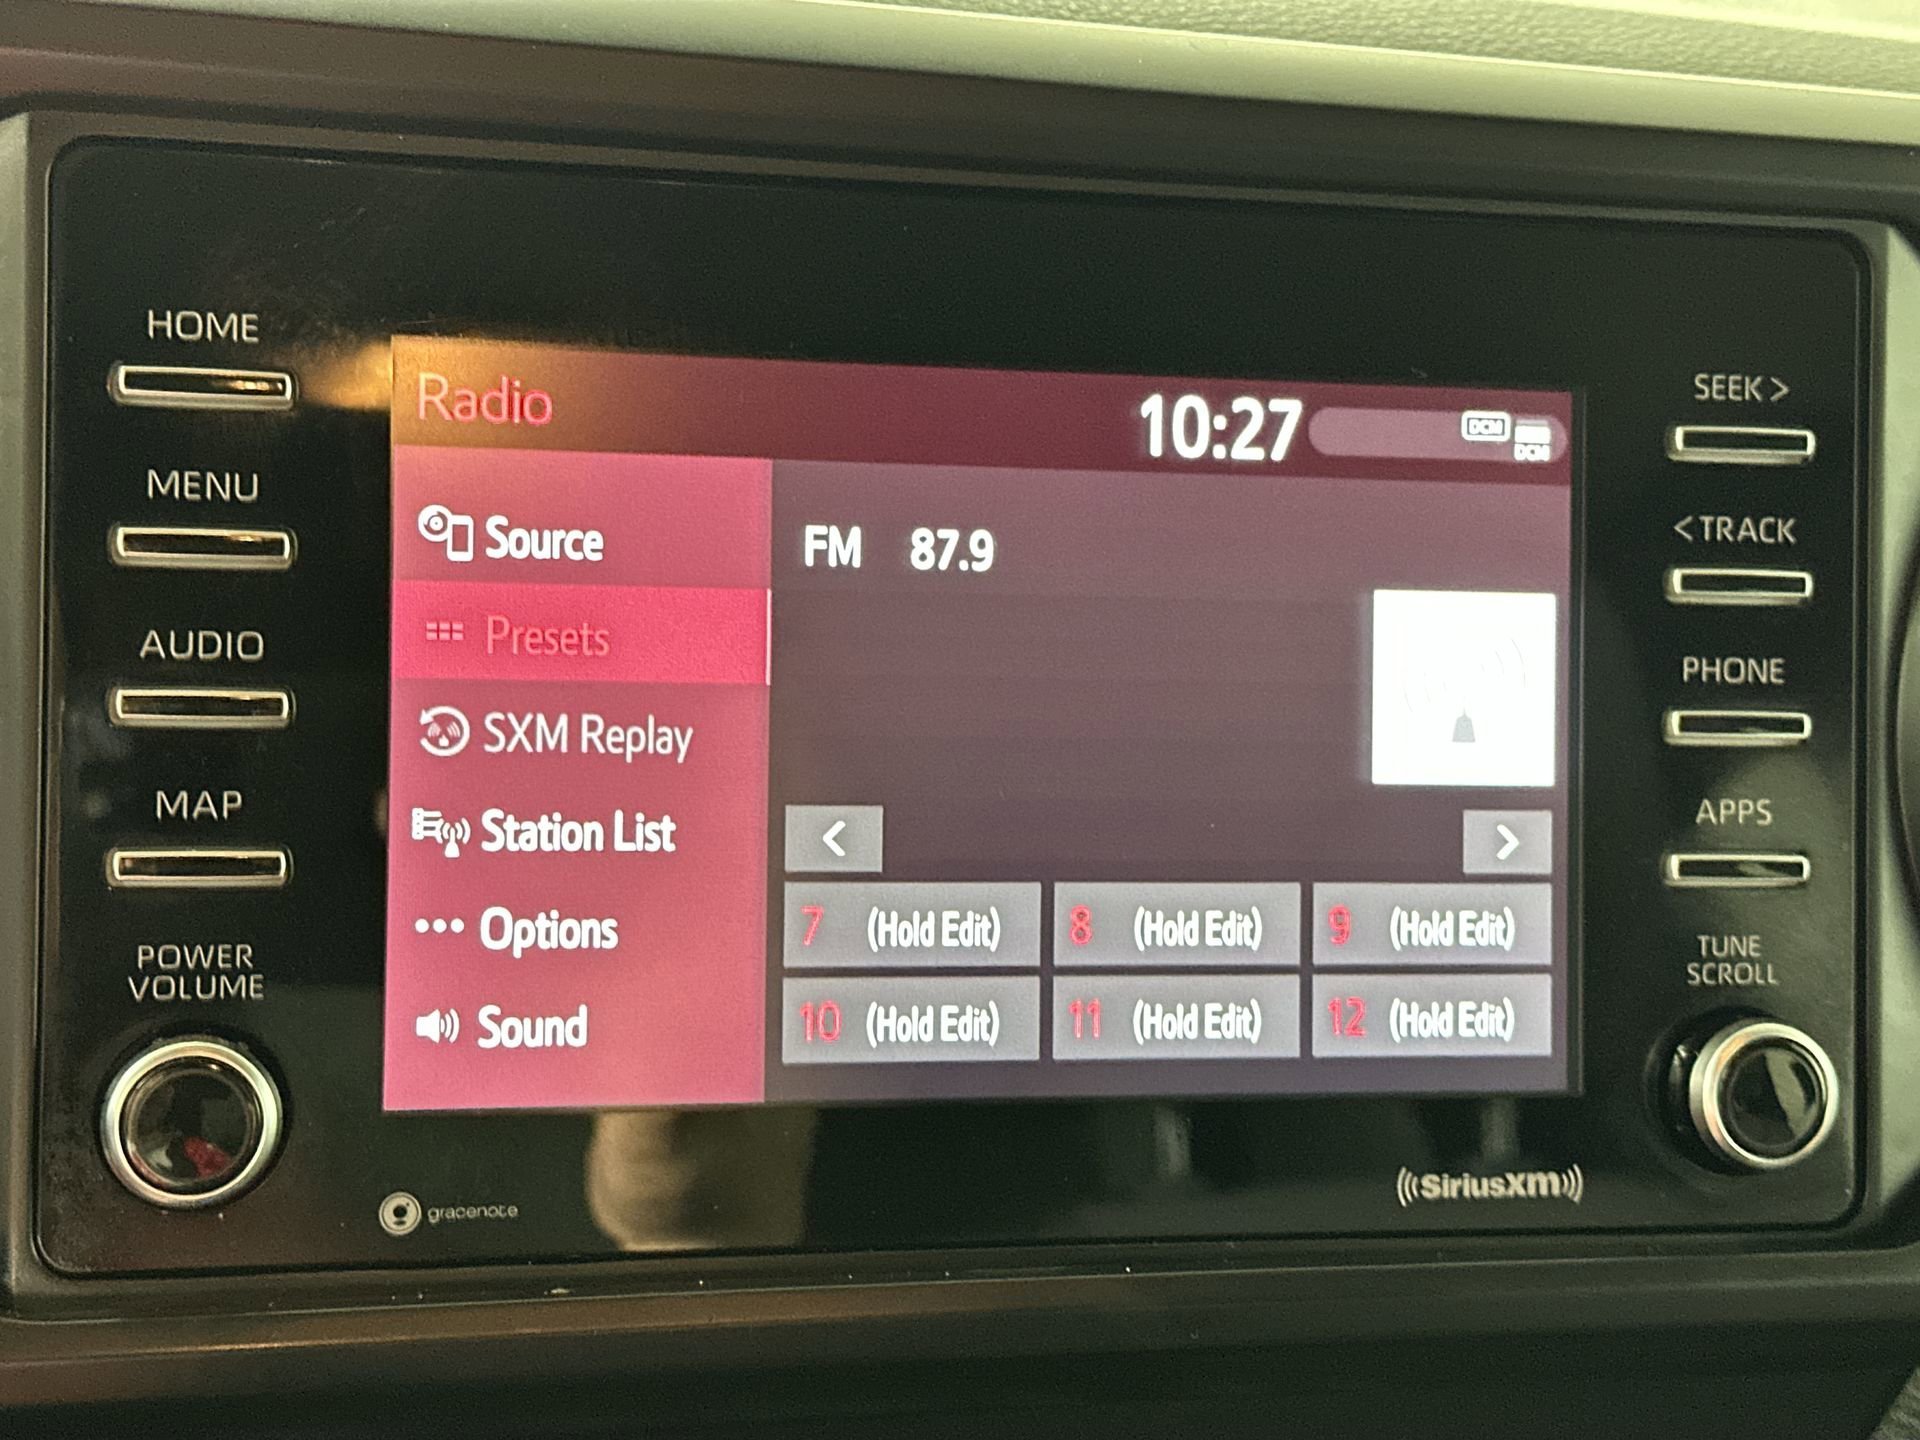 HOME
MENU
AUDIO
MAP
POWER
VOLUME
Radio
10:27
DCM
DCM
Source
Presets
SXM Replay
Station List
Options
Sound
FM 87.9
<
>
7 (Hold Edit)
8 (Hold Edit)
9 (Hold Edit)
10 (Hold Edit)
11 (Hold Edit)
12 (Hold Edit)
SEEK >
< TRACK
PHONE
APPS
TUNE
SCROLL
gracenote
SiriusXM